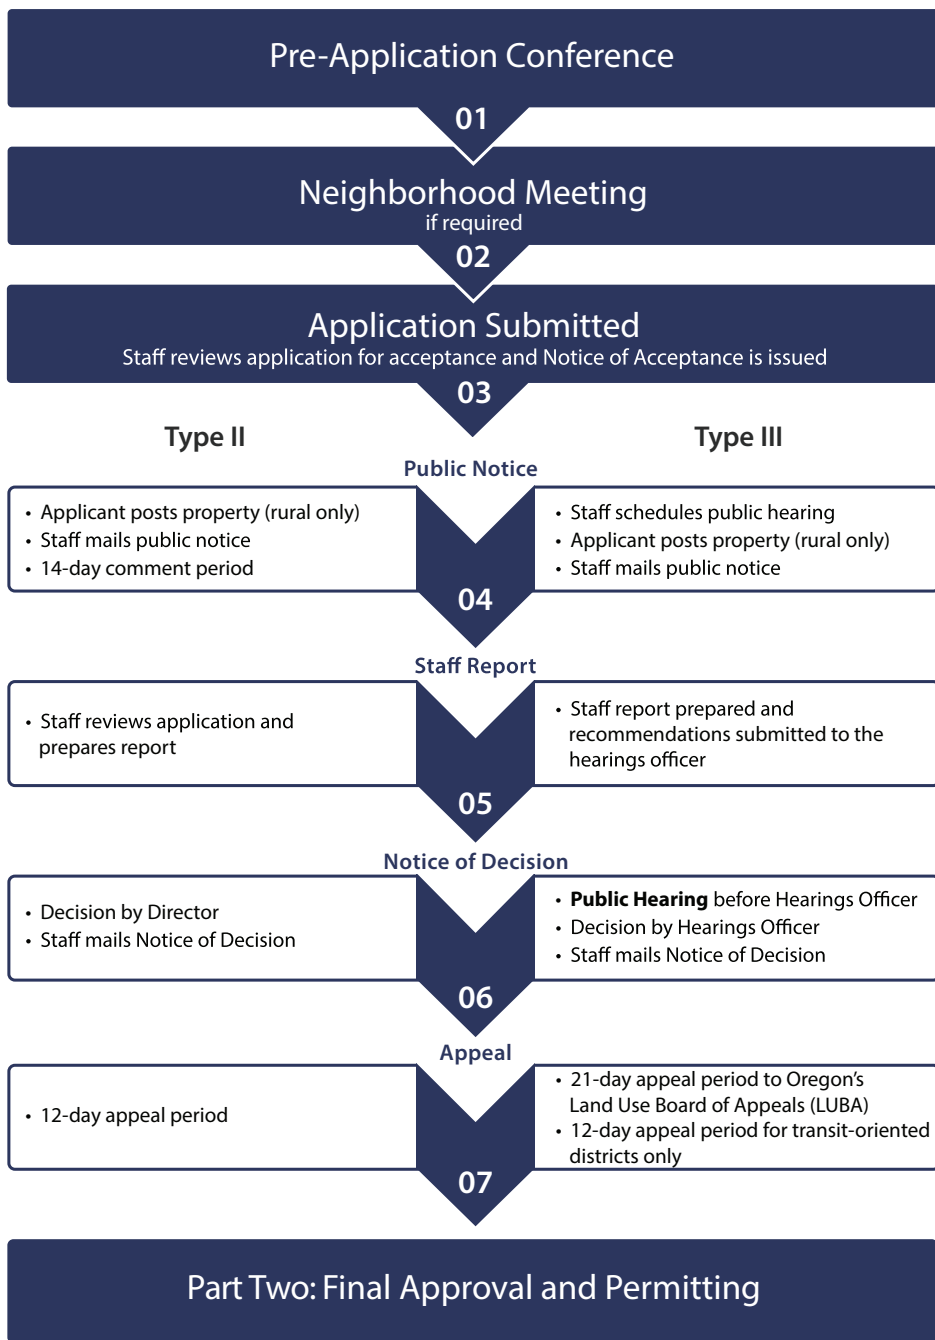 Pre-Application Conference
01
Neighborhood Meeting
if required
02
Application Submitted
Staff reviews application for acceptance and Notice of Acceptance is issued
03
Type II
Type III
Public Notice
• Applicant posts property (rural only)
• Staff mails public notice
• 14-day comment period
• Staff schedules public hearing
• Applicant posts property (rural only)
• Staff mails public notice
04
Staff Report
• Staff reviews application and
prepares report
• Staff report prepared and
recommendations submitted to the
hearings officer
05
Notice of Decision
• Decision by Director
• Staff mails Notice of Decision
• Public Hearing before Hearings Officer
• Decision by Hearings Officer
• Staff mails Notice of Decision
06
Appeal
• 12-day appeal period
• 21-day appeal period to Oregon's
Land Use Board of Appeals (LUBA)
• 12-day appeal period for transit-oriented
districts only
07
Part Two: Final Approval and Permitting